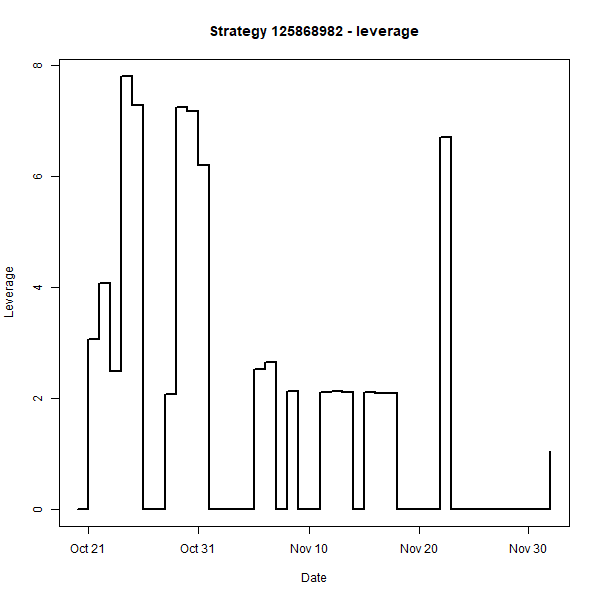 Strategy 125868982 - leverage
8
6
4
2
0
Leverage
Oct 21
Oct 31
Nov 10
Nov 20
Nov 30
Date